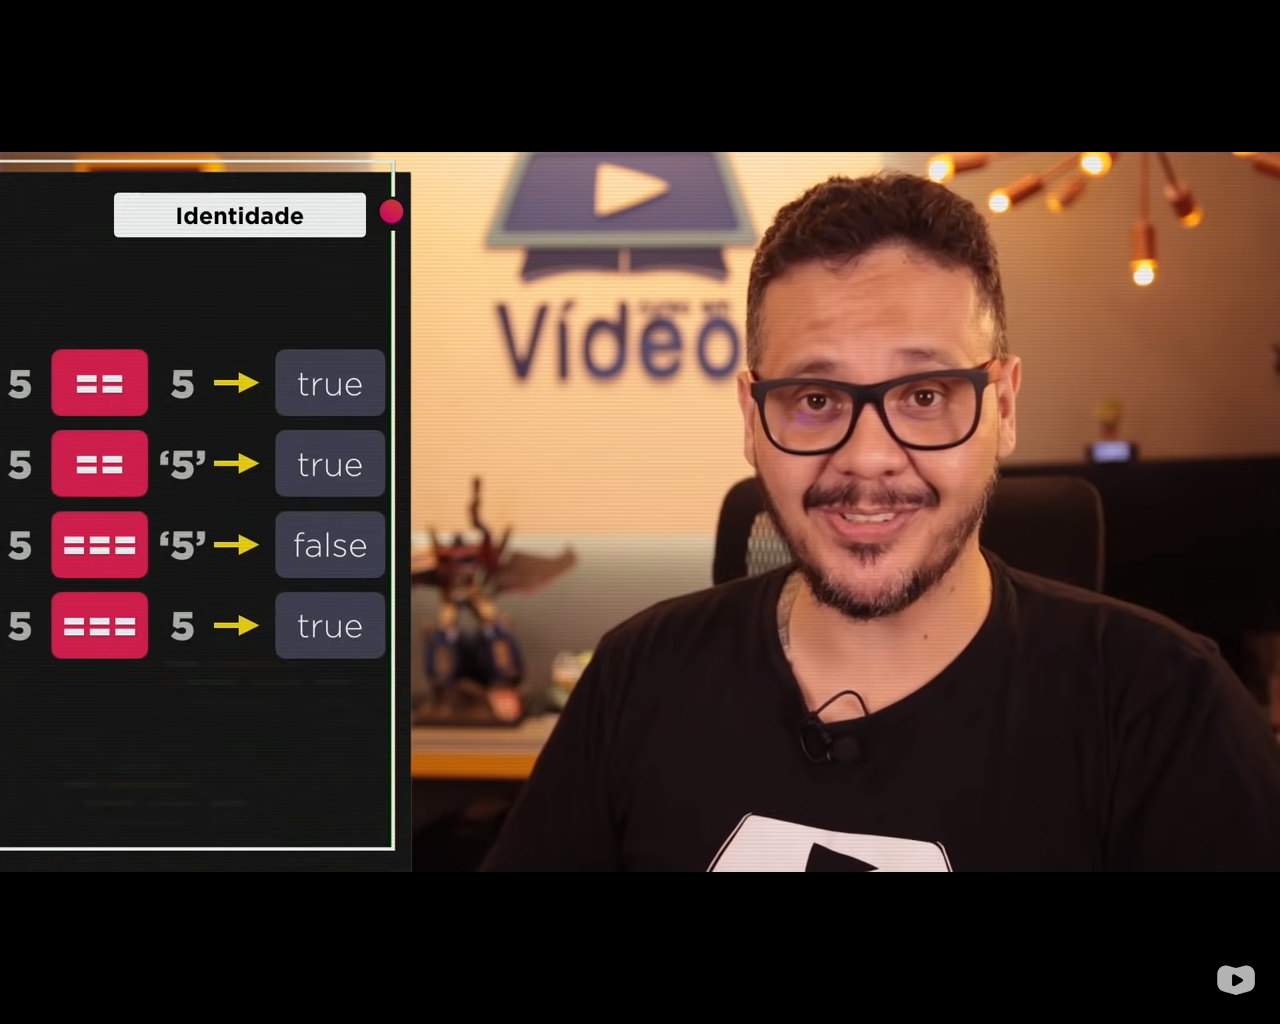 Identidade
5 == 5 → true
5 == ‘5’ → true
5 === ‘5’ → false
5 === 5 → true
Vídeo